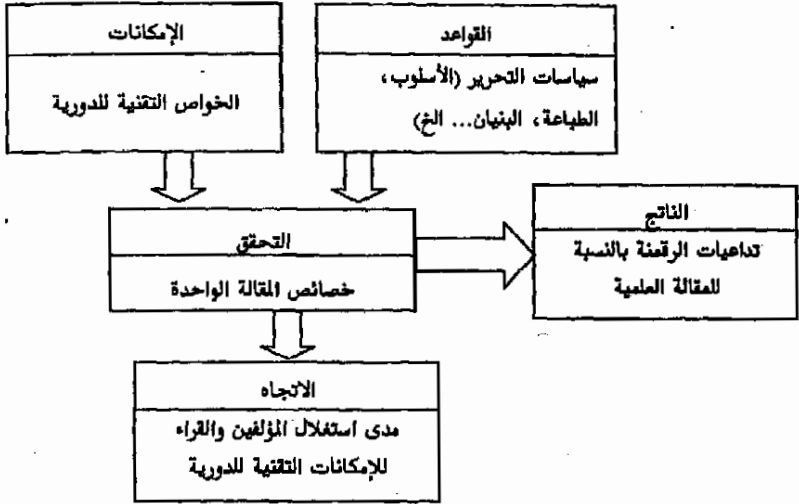 القواعد
سياسات التحرير (الأسلوب،
الطباعة، البنيان... الخ)
الإمكانات
الخواص التقنية للدورية
التحقق
خصائص المقالة الواحدة
الناتج
تداعيات الرقمنة بالنسبة
للمقالة العلمية
الاتجاه
مدى استغلال المؤلفين والقراء
للإمكانات التقنية للدورية